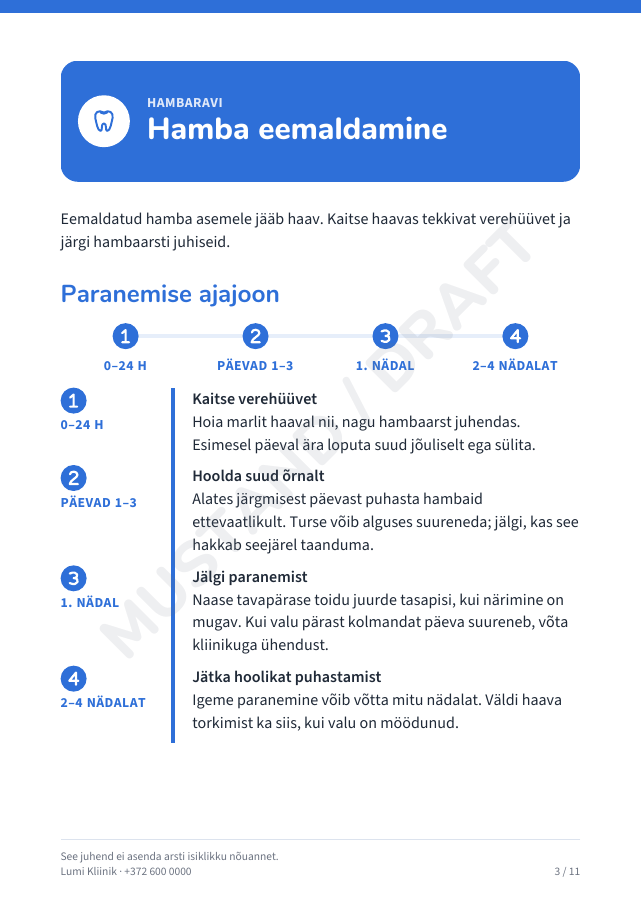 HAMBARAVI
Hamba eemaldamine
Eemaldatud hamba asemele jääb haav. Kaitse haavas tekkivat verehüüvet ja
järgi hambaarsti juhiseid.
Paranemise ajajoon
1 2 3 4
0–24 H PÄEVAD 1–3 1. NÄDAL 2–4 NÄDALAT
1
0–24 H
Kaitse verehüüvet
Hoia marlit haaval nii, nagu hambaarst juhendas.
Esimesel päeval ära loputa suud jõuliselt ega sülita.
2
PÄEVAD 1–3
Hoolda suud õrnalt
Alates järgmisest päevast puhasta hambaid
ettevaatlikult. Turse võib alguses suureneda; jälgi, kas see
hakkab seejärel taanduma.
3
1. NÄDAL
Jälgi paranemist
Naase tavapärase toidu juurde tasapisi, kui närimine on
mugav. Kui valu pärast kolmandat päeva suureneb, võta
kliinikuga ühendust.
4
2–4 NÄDALAT
Jätka hoolikat puhastamist
Igeme paranemine võib võtta mitu nädalat. Väldi haava
torkimist ka siis, kui valu on möödunud.
MUSTAND / DRAFT
See juhend ei asenda arsti isiklikku nõuannet.
Lumi Kliinik · +372 600 0000
3 / 11